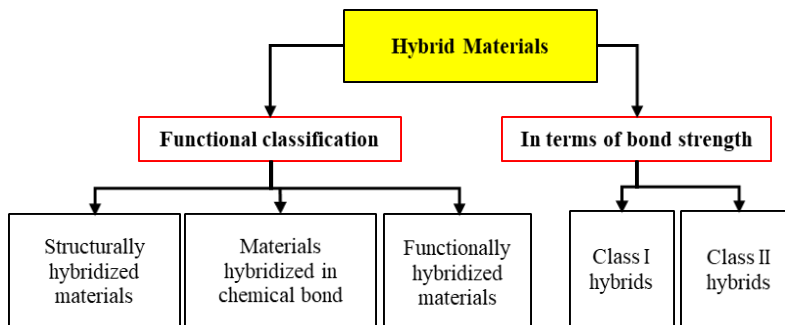 Hybrid Materials
Functional classification
In terms of bond strength
Structurally
hybridized
materials
Materials
hybridized in
chemical bond
Functionally
hybridized
materials
Class I
hybrids
Class II
hybrids